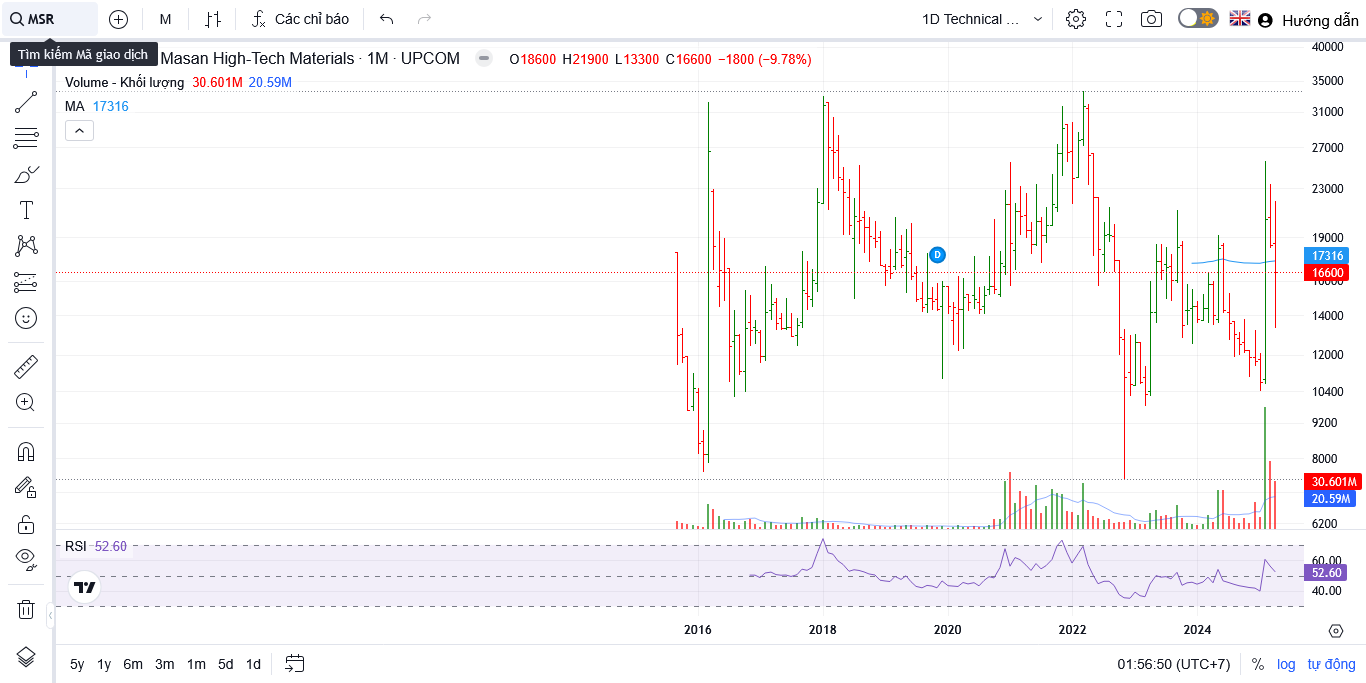 MSR M Các chỉ báo 1D Technical ... Hướng dẫn
Tìm kiếm Mã giao dịch Masan High-Tech Materials · 1M · UPCOM O18600 H21900 L13300 C16600 −1800 (−9.78%)
Volume - Khối lượng 30.601M 20.59M
MA 17316
40000
35000
31000
27000
23000
19000
17316
16600
14000
12000
10400
9200
8000
30.601M
20.59M
6200
RSI 52.60
60.00
52.60
40.00
D
2016 2018 2020 2022 2024
5y 1y 6m 3m 1m 5d 1d 01:56:50 (UTC+7) % log tự động